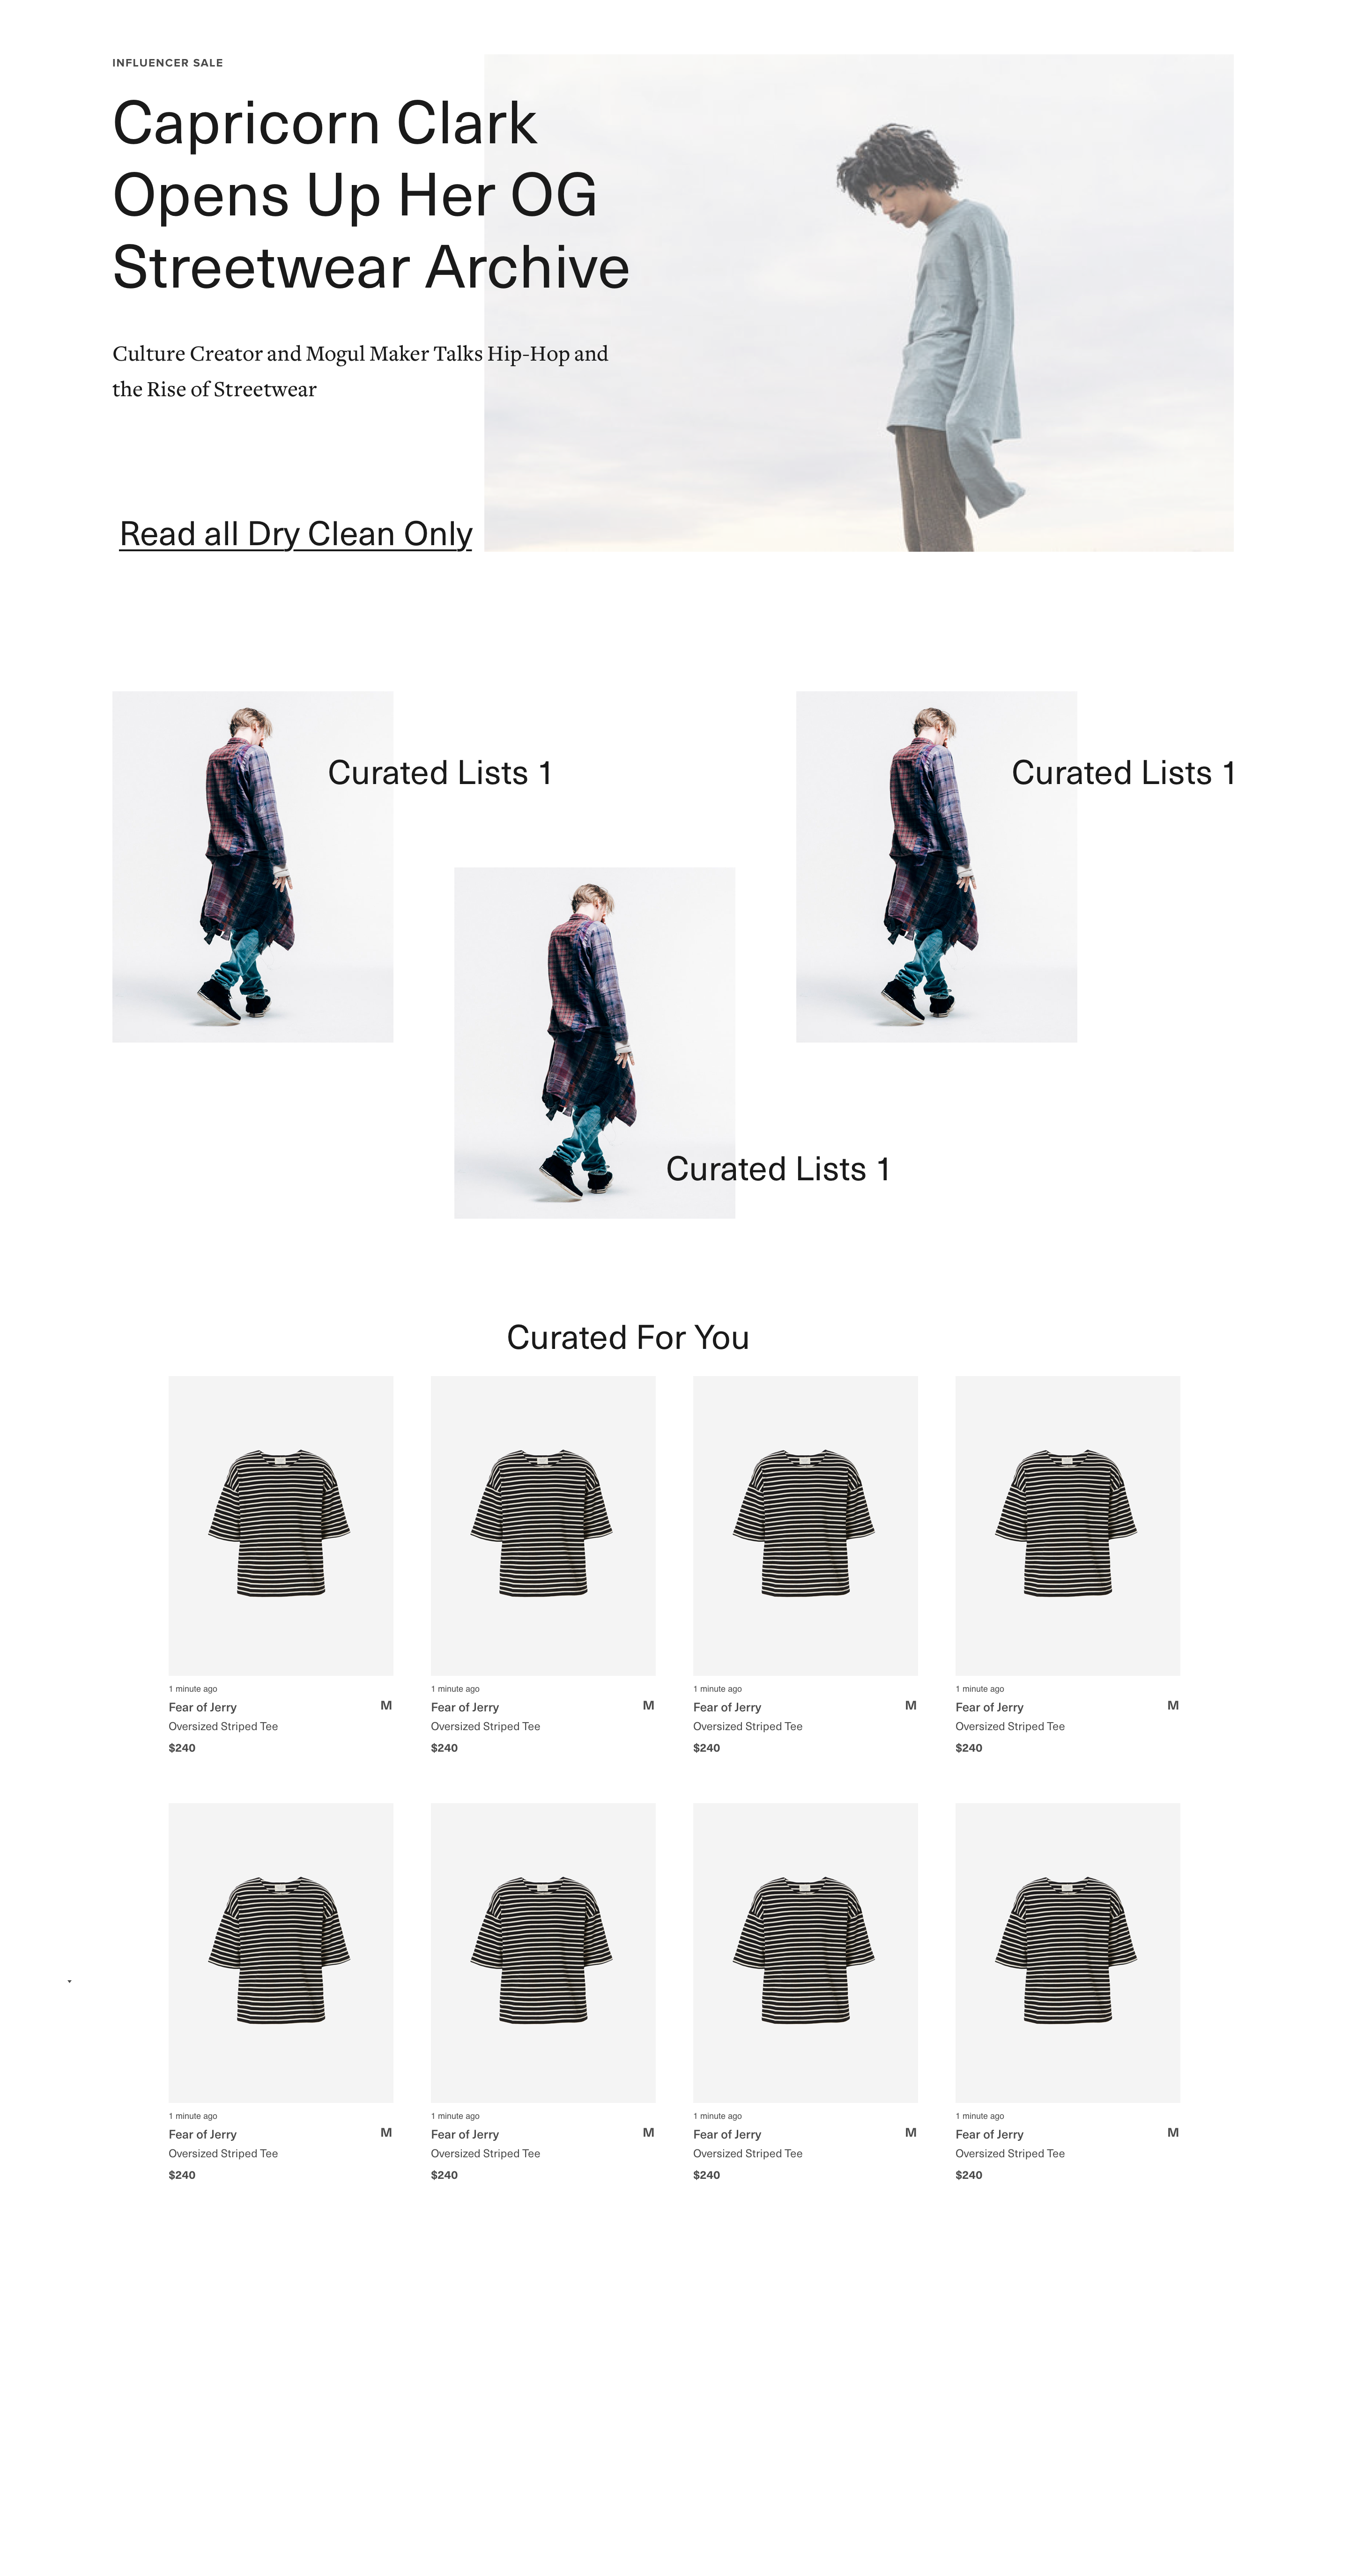 INFLUENCER SALE
Capricorn Clark
Opens Up Her OG
Streetwear Archive
Culture Creator and Mogul Maker Talks Hip-Hop and
the Rise of Streetwear
Read all Dry Clean Only
Curated Lists 1
Curated Lists 1
Curated Lists 1
Curated For You
1 minute ago
Fear of Jerry M
Oversized Striped Tee
$240
1 minute ago
Fear of Jerry M
Oversized Striped Tee
$240
1 minute ago
Fear of Jerry M
Oversized Striped Tee
$240
1 minute ago
Fear of Jerry M
Oversized Striped Tee
$240
1 minute ago
Fear of Jerry M
Oversized Striped Tee
$240
1 minute ago
Fear of Jerry M
Oversized Striped Tee
$240
1 minute ago
Fear of Jerry M
Oversized Striped Tee
$240
1 minute ago
Fear of Jerry M
Oversized Striped Tee
$240